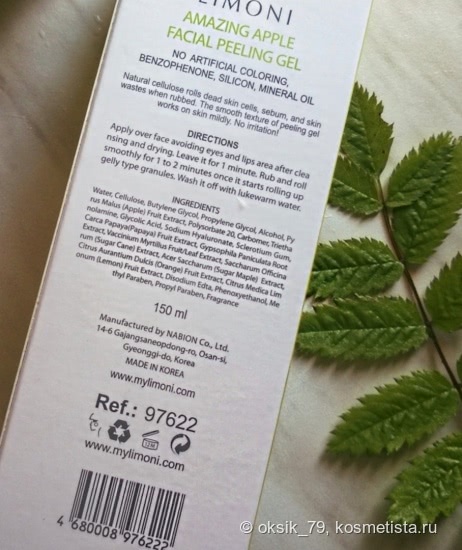 LIMONI
AMAZING APPLE
FACIAL PEELING GEL
NO ARTIFICIAL COLORING,
BENZOPHENONE, SILICON, MINERAL OIL
Natural cellulose rolls dead skin cells, sebum, and skin
wastes when rubbed. The smooth texture of peeling gel
works on skin mildly. No irritation!
DIRECTIONS
Apply over face avoiding eyes and lips area after clea
nsing and drying. Leave it for 1 minute. Rub and roll
smoothly for 1 to 2 minutes once it starts rolling up
gelly type granules. Wash it off with lukewarm water.
INGREDIENTS
Water, Cellulose, Butylene Glycol, Propylene Glycol, Alcohol, Py
rus Malus (Apple) Fruit Extract, Polysorbate 20, Carbomer, Trietha
nolamine, Glycolic Acid, Sodium Hyaluronate, Sclerotium Gum,
Carca Papaya(Papaya) Fruit Extract, Gypsophila Paniculata Root
Extract, Vaccinium Myrtillus Fruit/Leaf Extract, Saccharum Officina
rum (Sugar Cane) Extract, Acer Saccharum (Sugar Maple) Extract,
Citrus Aurantium Dulcis (Orange) Fruit Extract, Citrus Medica Lim
onum (Lemon) Fruit Extract, Disodium Edta, Phenoxyethanol, Me
thyl Paraben, Propyl Paraben, Fragrance
150 ml
Manufactured by NABION Co., Ltd.
14-6 Gajangsaneopdong-ro, Osan-si,
Gyeonggi-do, Korea
MADE IN KOREA
www.mylimoni.com
Ref.: 97622
12M
www.mylimoni.com
4 680008 976222
© oksik_79, kosmetista.ru